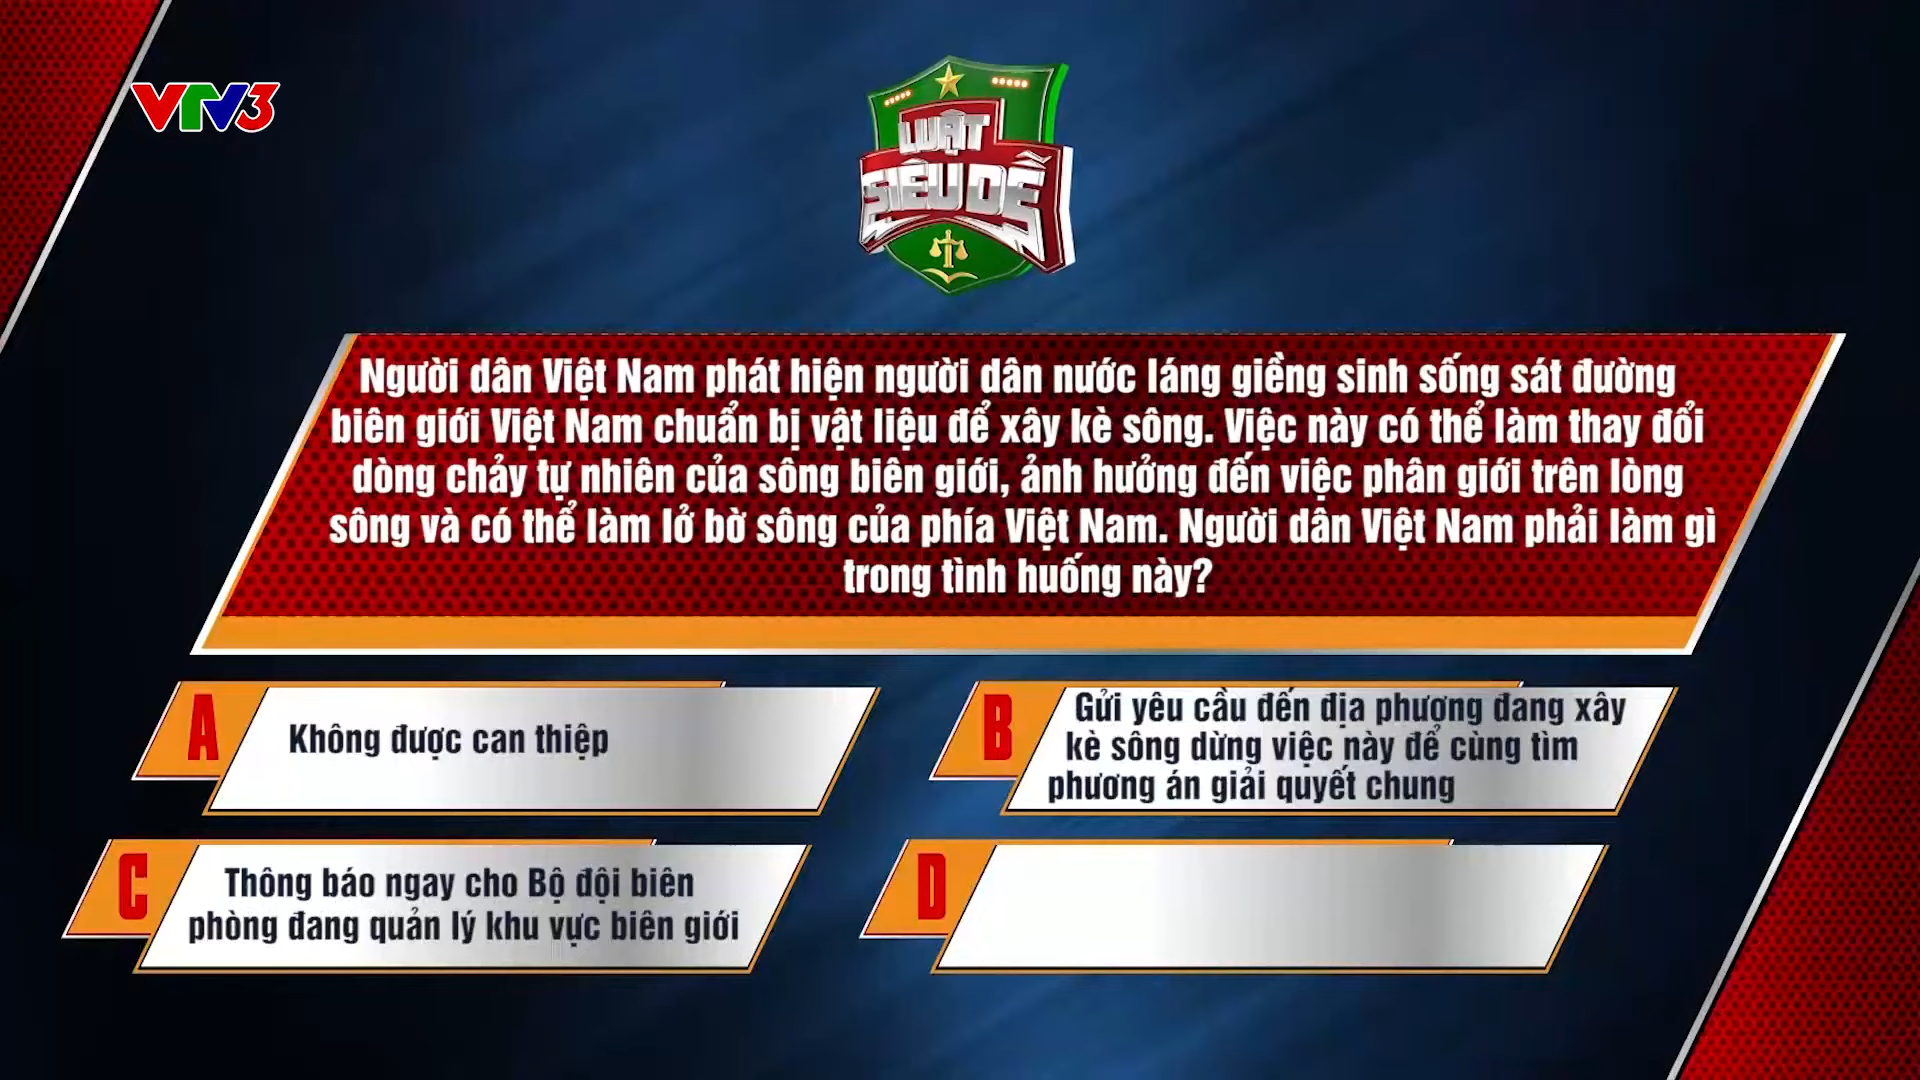 VTV3
LUẬT
SIÊU DỄ
Người dân Việt Nam phát hiện người dân nước láng giềng sinh sống sát đường
biên giới Việt Nam chuẩn bị vật liệu để xây kè sông. Việc này có thể làm thay đổi
dòng chảy tự nhiên của sông biên giới, ảnh hưởng đến việc phân giới trên lòng
sông và có thể làm lở bờ sông của phía Việt Nam. Người dân Việt Nam phải làm gì
trong tình huống này?
A
Không được can thiệp
B
Gửi yêu cầu đến địa phương đang xây
kè sông dừng việc này để cùng tìm
phương án giải quyết chung
C
Thông báo ngay cho Bộ đội biên
phòng đang quản lý khu vực biên giới
D